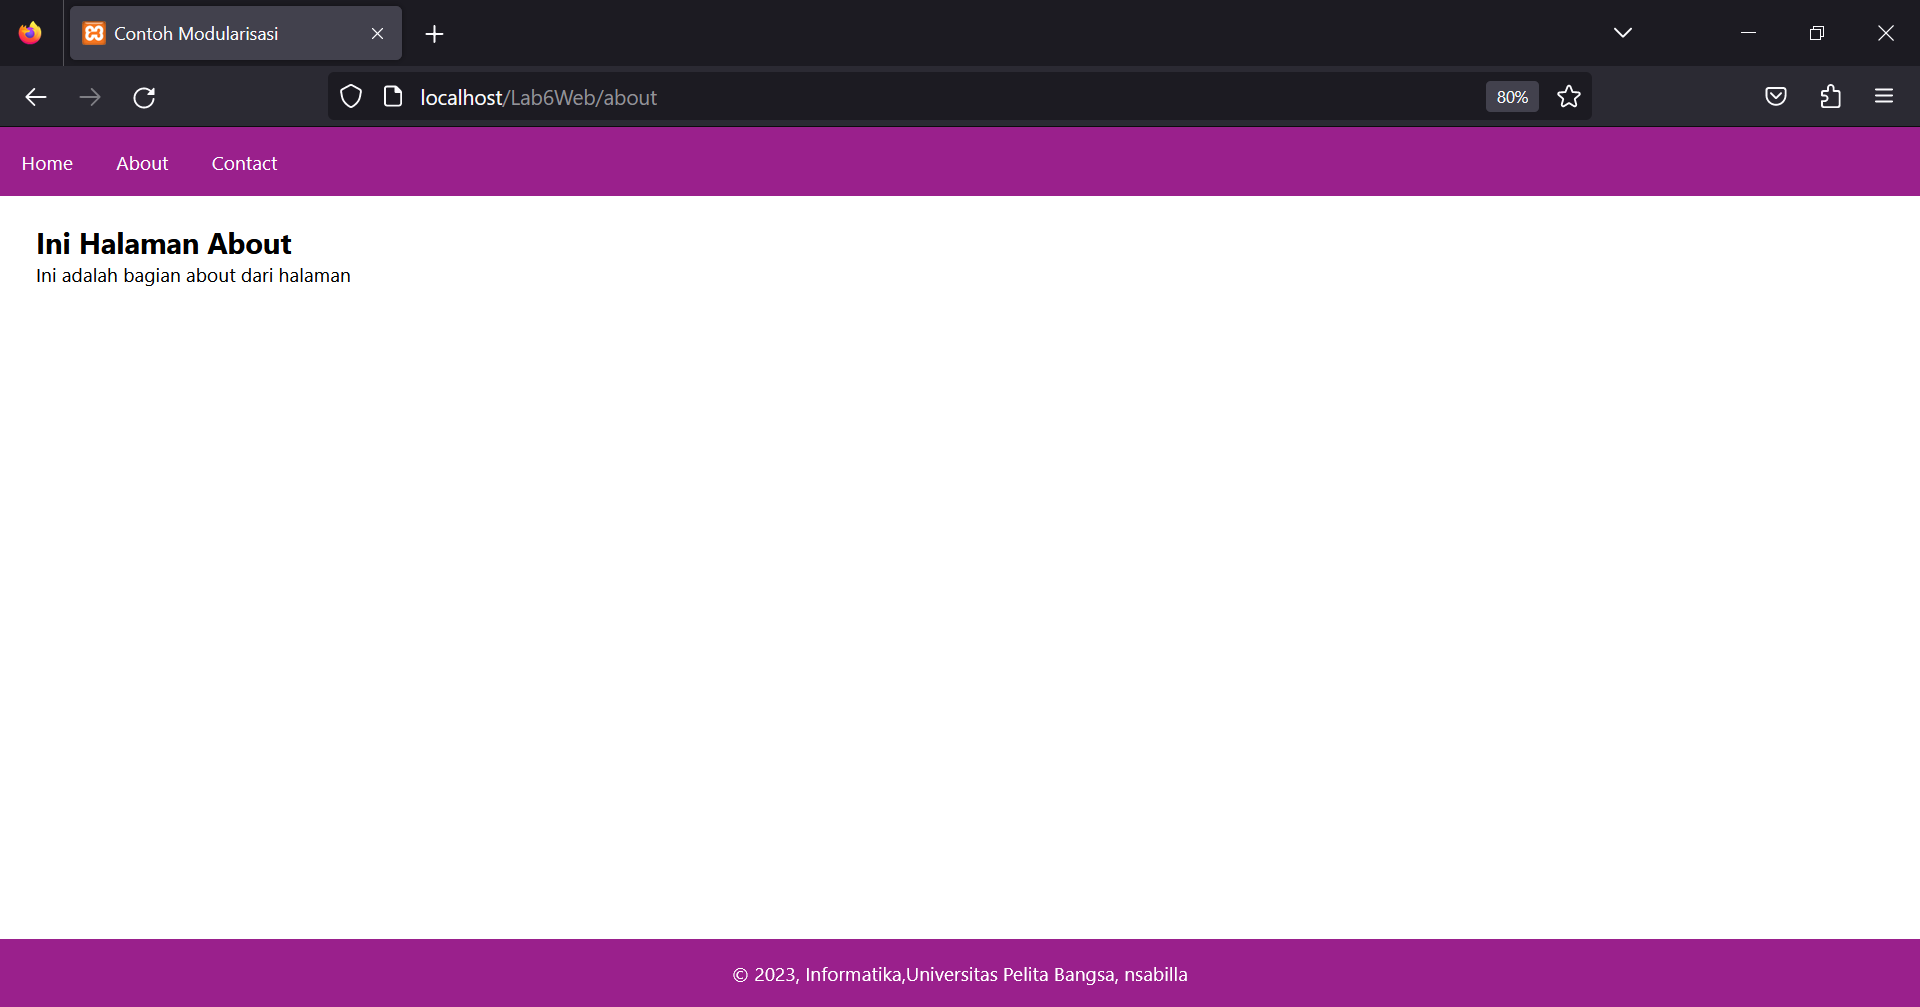 Contoh Modularisasi
localhost/Lab6Web/about
80%
Home About Contact
Ini Halaman About
Ini adalah bagian about dari halaman
© 2023, Informatika,Universitas Pelita Bangsa, nsabilla